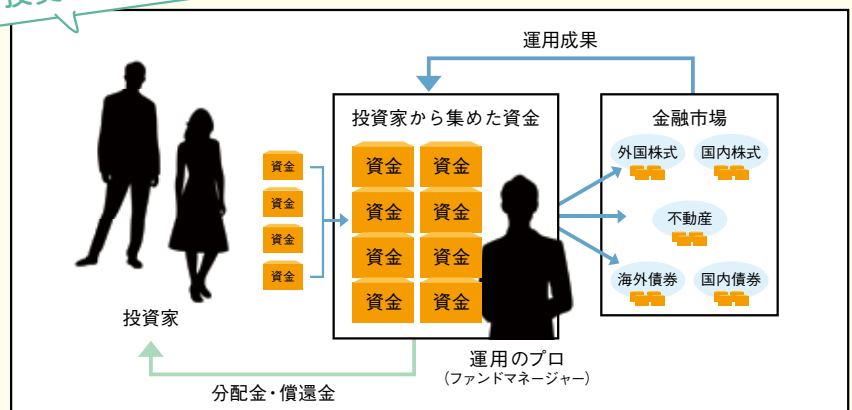 投資
運用成果
投資家から集めた資金
金融市場
資金
資金
資金
資金
資金
資金
資金
資金
資金
資金
資金
資金
外国株式
国内株式
不動産
海外債券
国内債券
投資家
運用のプロ
（ファンドマネージャー）
分配金・償還金